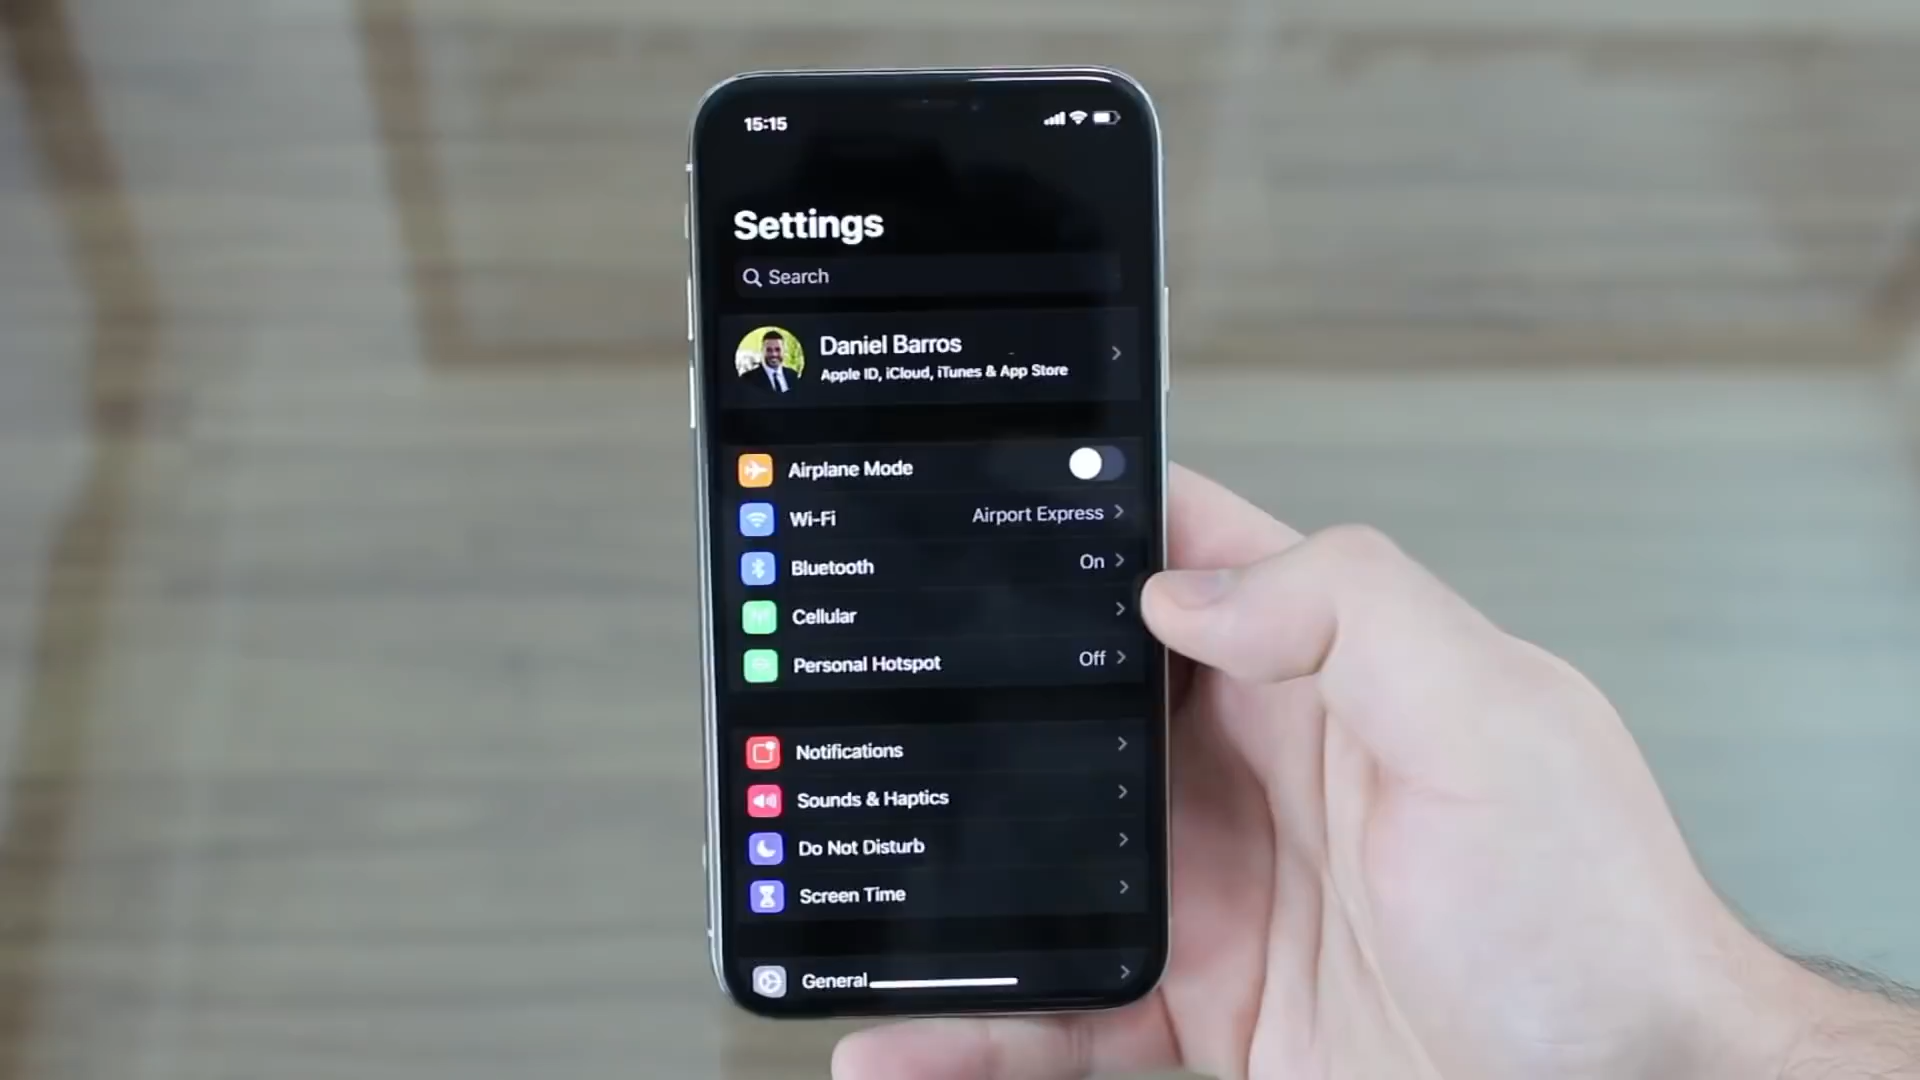 15:15
Settings
Search
Daniel Barros
Apple ID, iCloud, iTunes & App Store
Airplane Mode
Wi-Fi Airport Express
Bluetooth On
Cellular
Personal Hotspot Off
Notifications
Sounds & Haptics
Do Not Disturb
Screen Time
General